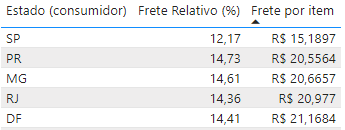 Estado (consumidor) Frete Relativo (%) Frete por item
SP 12,17 R$ 15,1897
PR 14,73 R$ 20,5564
MG 14,61 R$ 20,6657
RJ 14,36 R$ 20,977
DF 14,41 R$ 21,1684